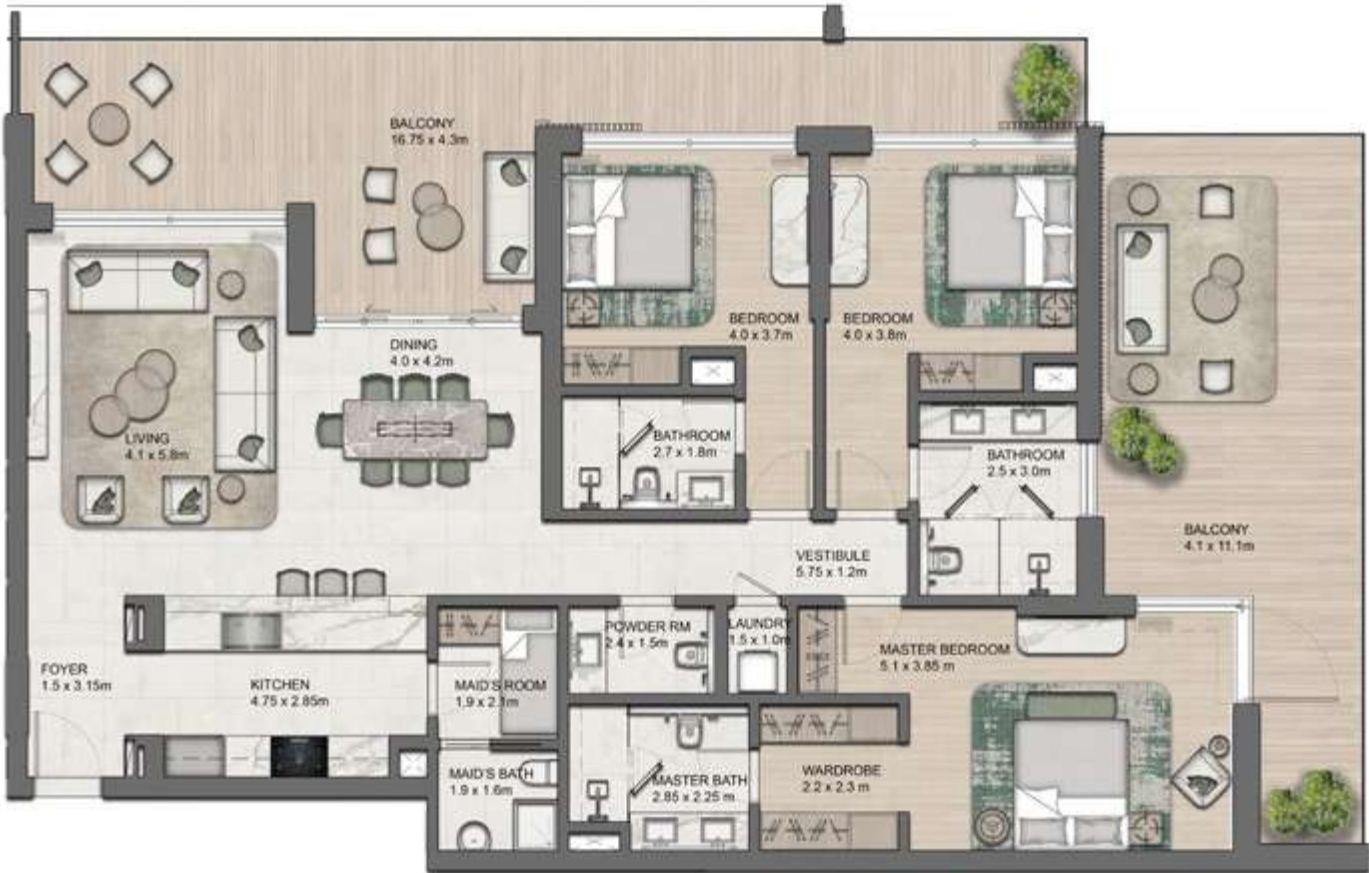 BALCONY
16.75 x 4.3m
DINING
4.0 x 4.2m
BEDROOM
4.0 x 3.7m
BEDROOM
4.0 x 3.8m
LIVING
4.1 x 5.8m
BATHROOM
2.7 x 1.8m
BATHROOM
2.5 x 3.0m
BALCONY
4.1 x 11.1m
VESTIBULE
5.75 x 1.2m
FOYER
1.5 x 3.15m
KITCHEN
4.75 x 2.85m
MAID'S ROOM
1.9 x 2.1m
POWDER RM
2.4 x 1.5m
LAUNDRY
1.5 x 1.0m
MASTER BEDROOM
5.1 x 3.85 m
MAID'S BATH
1.9 x 1.6m
MASTER BATH
2.85 x 2.25 m
WARDROBE
2.2 x 2.3 m